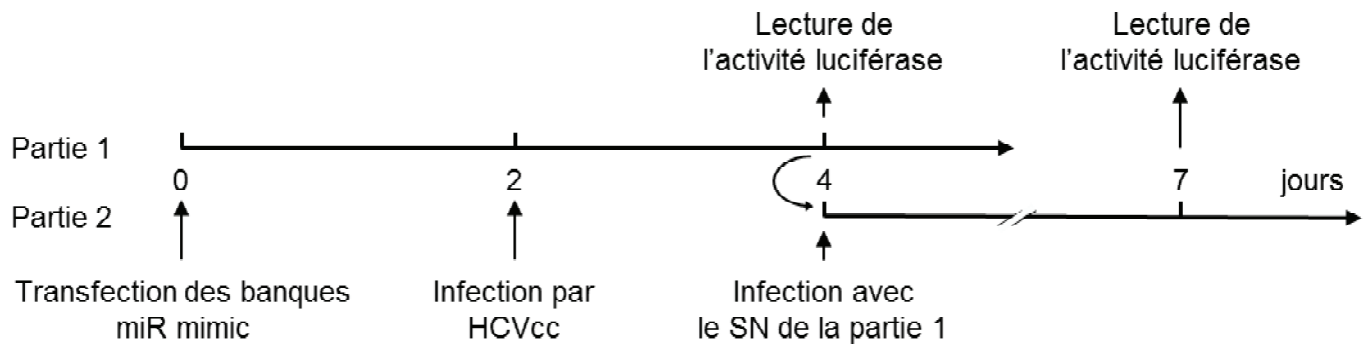 Lecture de
l'activité luciférase
Lecture de
l'activité luciférase
Partie 1
0
2
4
7
jours
Partie 2
Transfection des banques
miR mimic
Infection par
HCVcc
Infection avec
le SN de la partie 1